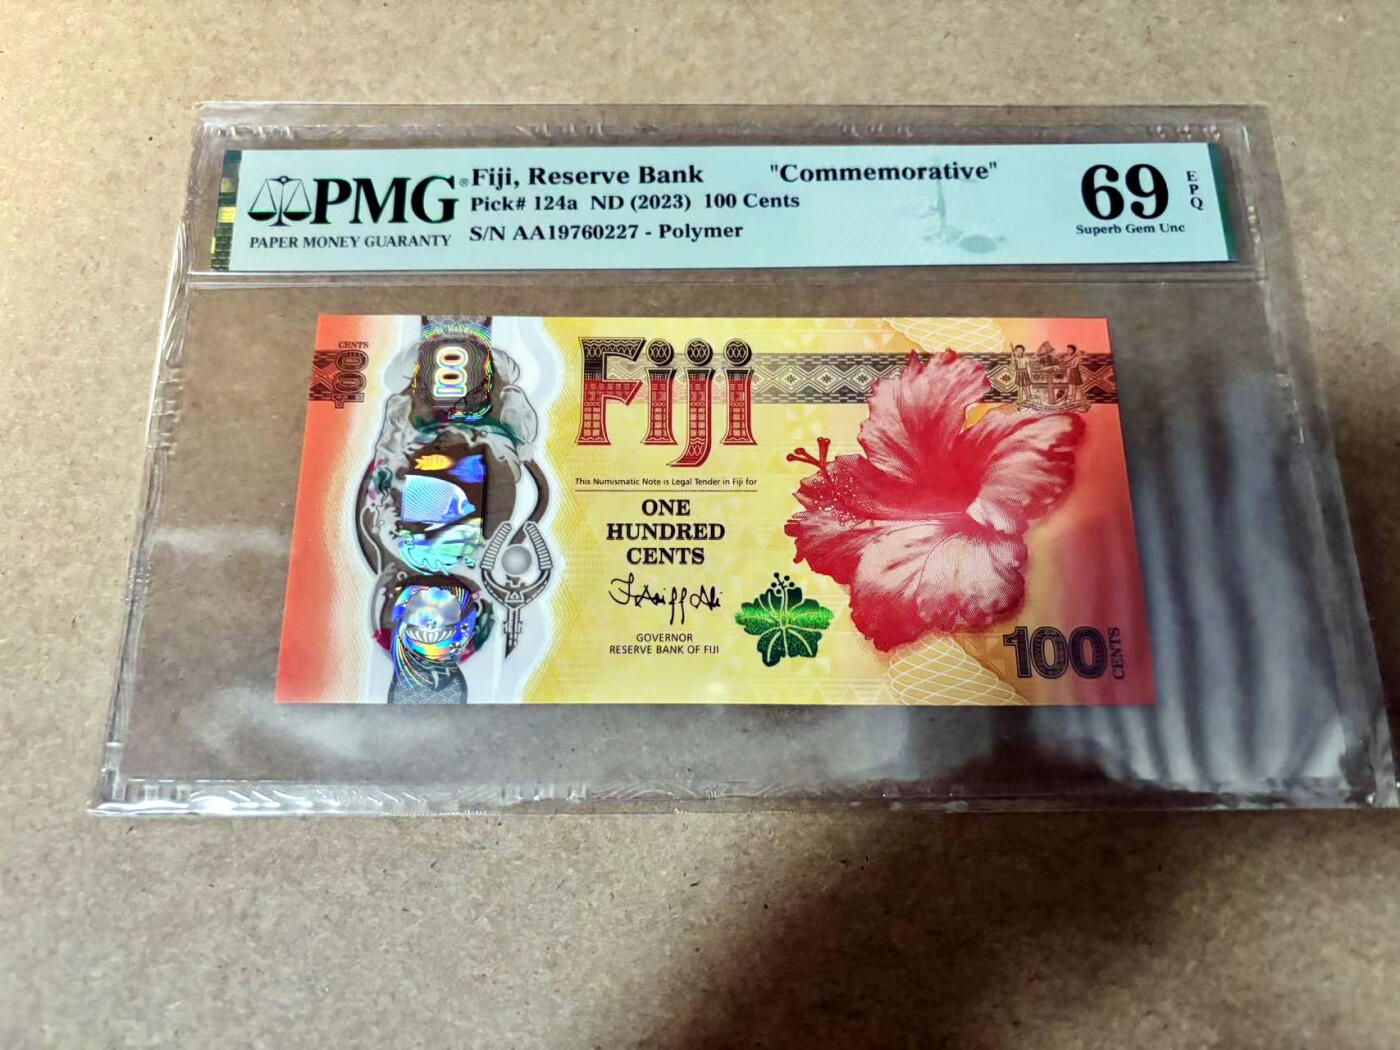 PMG®
PAPER MONEY GUARANTY
Fiji, Reserve Bank "Commemorative"
Pick# 124a ND (2023) 100 Cents
S/N AA19760227 - Polymer
69
EPQ
Superb Gem Unc
CENTS
100
100
Fiji
This Numismatic Note is Legal Tender in Fiji for
ONE
HUNDRED
CENTS
GOVERNOR
RESERVE BANK OF FIJI
100
CENTS